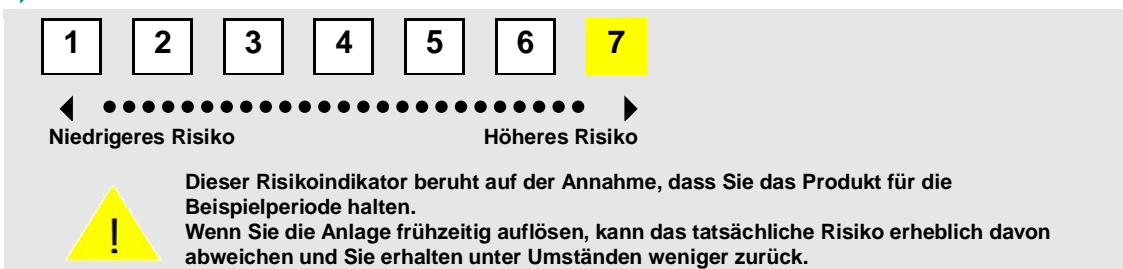 1 2 3 4 5 6 7
Niedrigeres Risiko Höheres Risiko
Dieser Risikoindikator beruht auf der Annahme, dass Sie das Produkt für die
Beispielperiode halten.
! Wenn Sie die Anlage frühzeitig auflösen, kann das tatsächliche Risiko erheblich davon
abweichen und Sie erhalten unter Umständen weniger zurück.